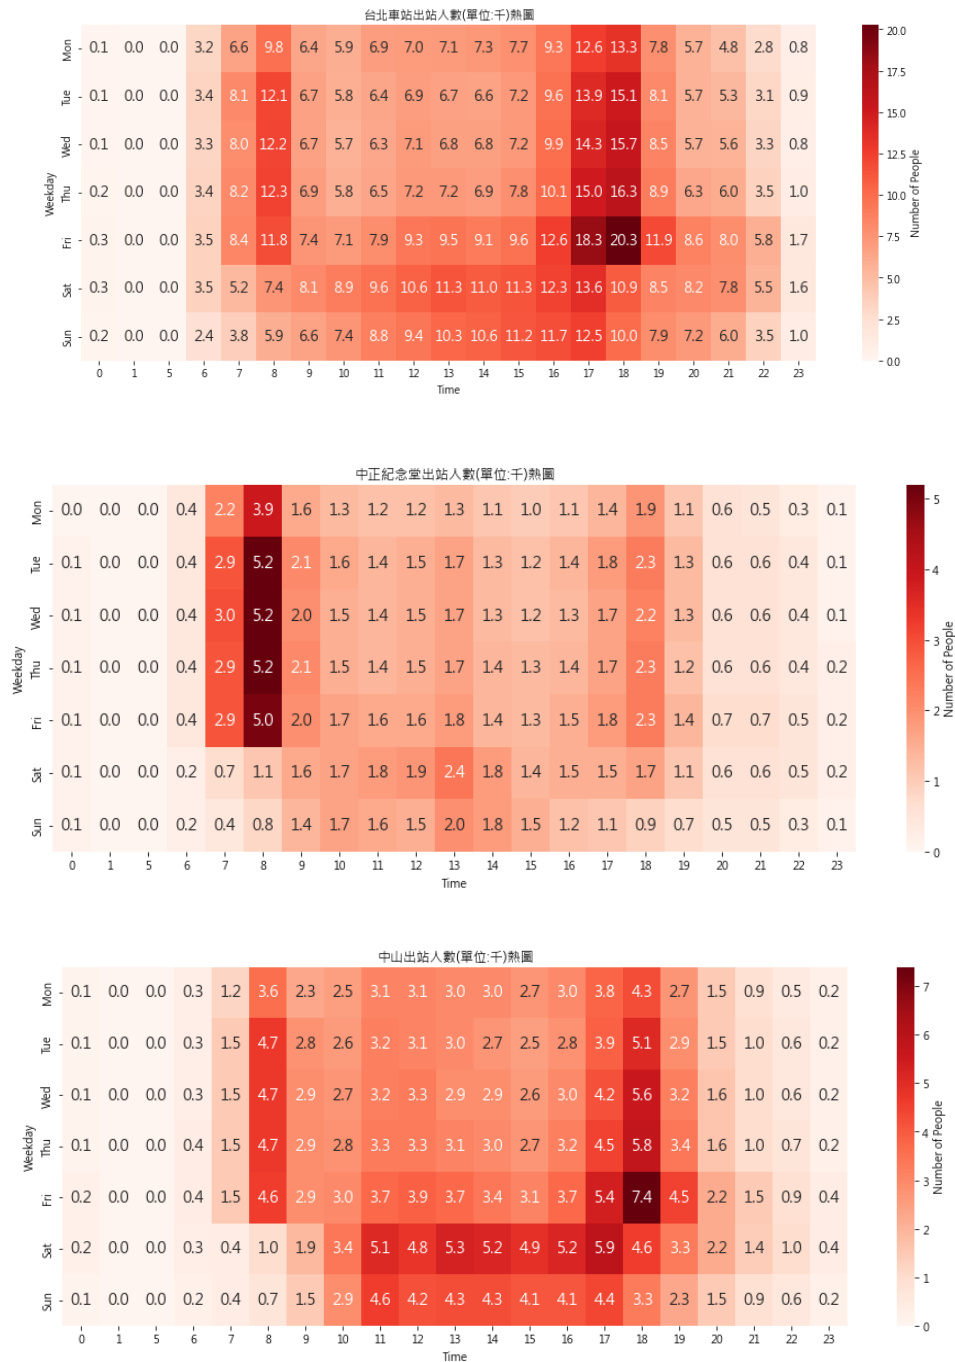 台北車站出站人數(單位:千)熱圖
Mon 0.1 0.0 0.0 3.2 6.6 9.8 6.4 5.9 6.9 7.0 7.1 7.3 7.7 9.3 12.6 13.3 7.8 5.7 4.8 2.8 0.8
Tue 0.1 0.0 0.0 3.4 8.1 12.1 6.7 5.8 6.4 6.9 6.7 6.6 7.2 9.6 13.9 15.1 8.1 5.7 5.3 3.1 0.9
Wed 0.1 0.0 0.0 3.3 8.0 12.2 6.7 5.7 6.3 7.1 6.8 6.8 7.2 9.9 14.3 15.7 8.5 5.7 5.6 3.3 0.8
Thu 0.2 0.0 0.0 3.4 8.2 12.3 6.9 5.8 6.5 7.2 7.2 6.9 7.8 10.1 15.0 16.3 8.9 6.3 6.0 3.5 1.0
Fri 0.3 0.0 0.0 3.5 8.4 11.8 7.4 7.1 7.9 9.3 9.5 9.1 9.6 12.6 18.3 20.3 11.9 8.6 8.0 5.8 1.7
Sat 0.3 0.0 0.0 3.5 5.2 7.4 8.1 8.9 9.6 10.6 11.3 11.0 11.3 12.3 13.6 10.9 8.5 8.2 7.8 5.5 1.6
Sun 0.2 0.0 0.0 2.4 3.8 5.9 6.6 7.4 8.8 9.4 10.3 10.6 11.2 11.7 12.5 10.0 7.9 7.2 6.0 3.5 1.0
0 1 5 6 7 8 9 10 11 12 13 14 15 16 17 18 19 20 21 22 23
Time
Weekday
20.0
17.5
15.0
12.5
10.0
7.5
5.0
2.5
0.0
Number of People
中正紀念堂出站人數(單位:千)熱圖
Mon 0.0 0.0 0.0 0.4 2.2 3.9 1.6 1.3 1.2 1.2 1.3 1.1 1.0 1.1 1.4 1.9 1.1 0.6 0.5 0.3 0.1
Tue 0.1 0.0 0.0 0.4 2.9 5.2 2.1 1.6 1.4 1.5 1.7 1.3 1.2 1.4 1.8 2.3 1.3 0.6 0.6 0.4 0.1
Wed 0.1 0.0 0.0 0.4 3.0 5.2 2.0 1.5 1.4 1.5 1.7 1.3 1.2 1.3 1.7 2.2 1.3 0.6 0.6 0.4 0.1
Thu 0.1 0.0 0.0 0.4 2.9 5.2 2.1 1.5 1.4 1.5 1.7 1.4 1.3 1.4 1.7 2.3 1.2 0.6 0.6 0.4 0.2
Fri 0.1 0.0 0.0 0.4 2.9 5.0 2.0 1.7 1.6 1.6 1.8 1.4 1.3 1.5 1.8 2.3 1.4 0.7 0.7 0.5 0.2
Sat 0.1 0.0 0.0 0.2 0.7 1.1 1.6 1.7 1.8 1.9 2.4 1.8 1.4 1.5 1.5 1.7 1.1 0.6 0.6 0.5 0.2
Sun 0.1 0.0 0.0 0.2 0.4 0.8 1.4 1.7 1.6 1.5 2.0 1.8 1.5 1.2 1.1 0.9 0.7 0.5 0.5 0.3 0.1
0 1 5 6 7 8 9 10 11 12 13 14 15 16 17 18 19 20 21 22 23
Time
Weekday
5
4
3
2
1
0
Number of People
中山出站人數(單位:千)熱圖
Mon 0.1 0.0 0.0 0.3 1.2 3.6 2.3 2.5 3.1 3.1 3.0 3.0 2.7 3.0 3.8 4.3 2.7 1.5 0.9 0.5 0.2
Tue 0.1 0.0 0.0 0.3 1.5 4.7 2.8 2.6 3.2 3.1 3.0 2.7 2.5 2.8 3.9 5.1 2.9 1.5 1.0 0.6 0.2
Wed 0.1 0.0 0.0 0.3 1.5 4.7 2.9 2.7 3.2 3.3 2.9 2.9 2.6 3.0 4.2 5.6 3.2 1.6 1.0 0.6 0.2
Thu 0.1 0.0 0.0 0.4 1.5 4.7 2.9 2.8 3.3 3.3 3.1 3.0 2.7 3.2 4.5 5.8 3.4 1.6 1.0 0.7 0.2
Fri 0.2 0.0 0.0 0.4 1.5 4.6 2.9 3.0 3.7 3.9 3.7 3.4 3.1 3.7 5.4 7.4 4.5 2.2 1.5 0.9 0.4
Sat 0.2 0.0 0.0 0.3 0.4 1.0 1.9 3.4 5.1 4.8 5.3 5.2 4.9 5.2 5.9 4.6 3.3 2.2 1.4 1.0 0.4
Sun 0.1 0.0 0.0 0.2 0.4 0.7 1.5 2.9 4.6 4.2 4.3 4.3 4.1 4.1 4.4 3.3 2.3 1.5 0.9 0.6 0.2
0 1 5 6 7 8 9 10 11 12 13 14 15 16 17 18 19 20 21 22 23
Time
Weekday
7
6
5
4
3
2
1
0
Number of People